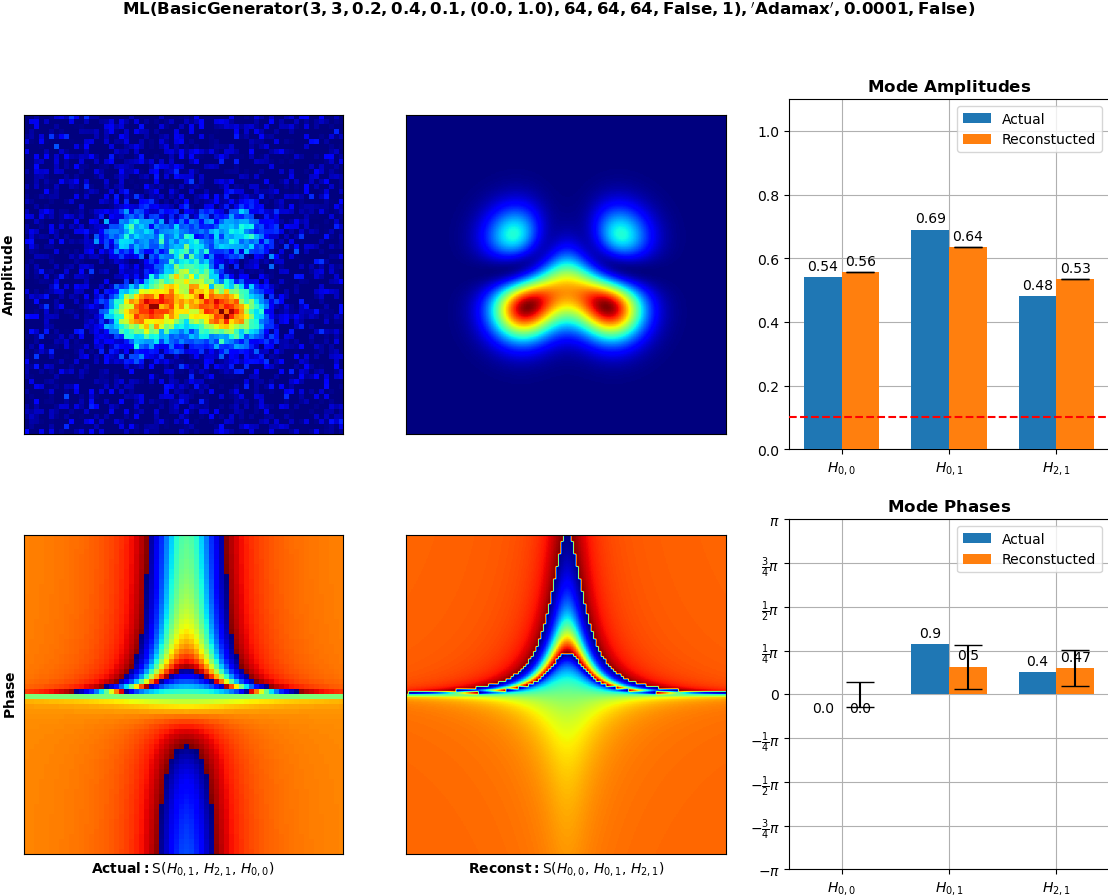 ML(BasicGenerator(3, 3, 0.2, 0.4, 0.1, (0.0, 1.0), 64, 64, 64, False, 1), 'Adamax', 0.0001, False)
Amplitude
Mode Amplitudes
Actual
Reconstucted
1.0
0.8
0.6
0.4
0.2
0.0
0.54
0.56
0.69
0.64
0.48
0.53
H0,0
H0,1
H2,1
Phase
Actual: S(H0,1, H2,1, H0,0)
Reconst: S(H0,0, H0,1, H2,1)
Mode Phases
Actual
Reconstucted
π
3/4π
1/2π
1/4π
0
−1/4π
−1/2π
−3/4π
−π
0.0
0.0
0.9
0.5
0.4
0.47
H0,0
H0,1
H2,1